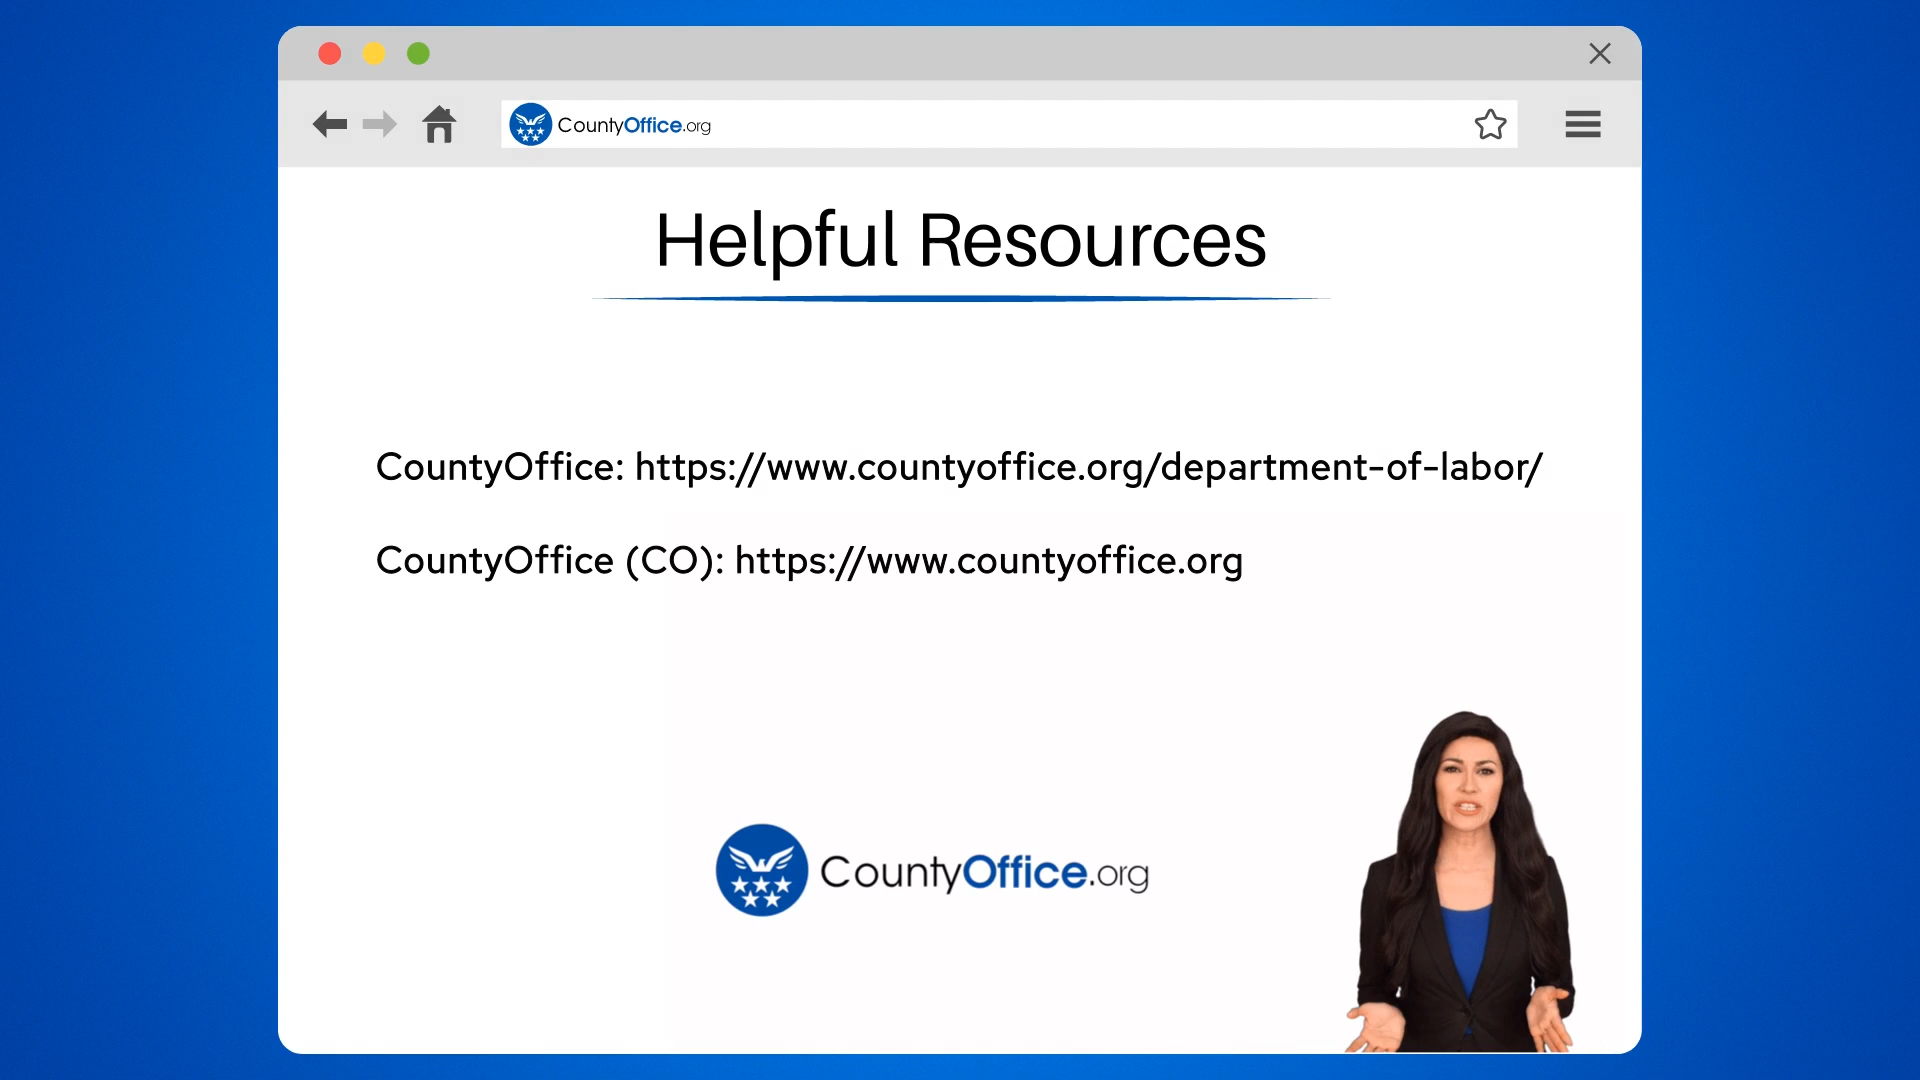 CountyOffice.org
Helpful Resources
CountyOffice: https://www.countyoffice.org/department-of-labor/
CountyOffice (CO): https://www.countyoffice.org
CountyOffice.org